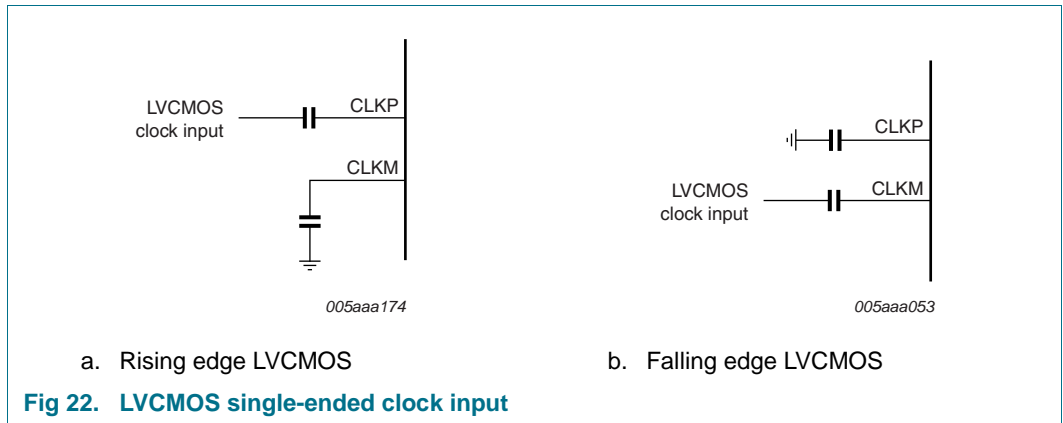 LVCMOS
clock input
CLKP
CLKM
005aaa174
a. Rising edge LVCMOS
CLKP
LVCMOS
clock input
CLKM
005aaa053
b. Falling edge LVCMOS
Fig 22. LVCMOS single-ended clock input